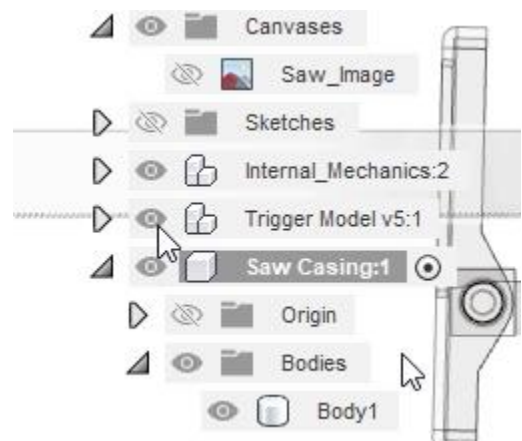 Canvases
Saw_Image
Sketches
Internal_Mechanics:2
Trigger Model v5:1
Saw Casing:1
Origin
Bodies
Body1